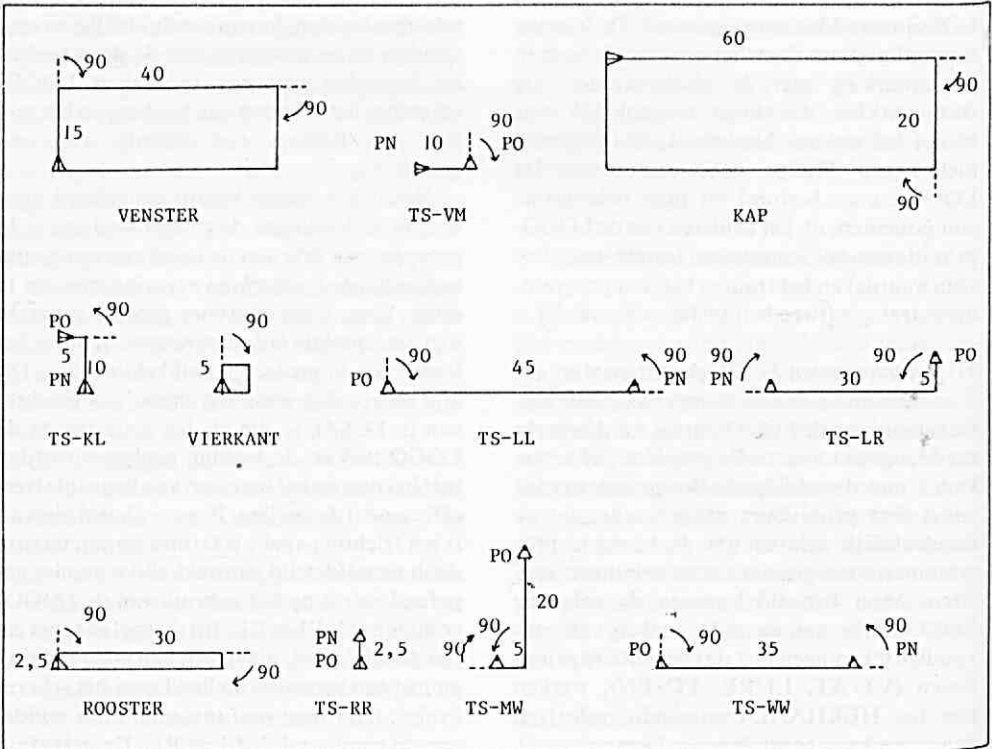 60
90
40
90
90
15
PN 10 90 PO
20
90
VENSTER
TS-VM
KAP
PO 90
5
10
PN
90
5
PO 90
45
90
PN
90
PN
30
90
5
PO
TS-KL
VIERKANT
TS-LL
TS-LR
90
30
2,5
90
PN
PO
2,5
PO
20
90
90
5
PN
PO
90
35
90
PN
ROOSTER
TS-RR
TS-MW
TS-WW